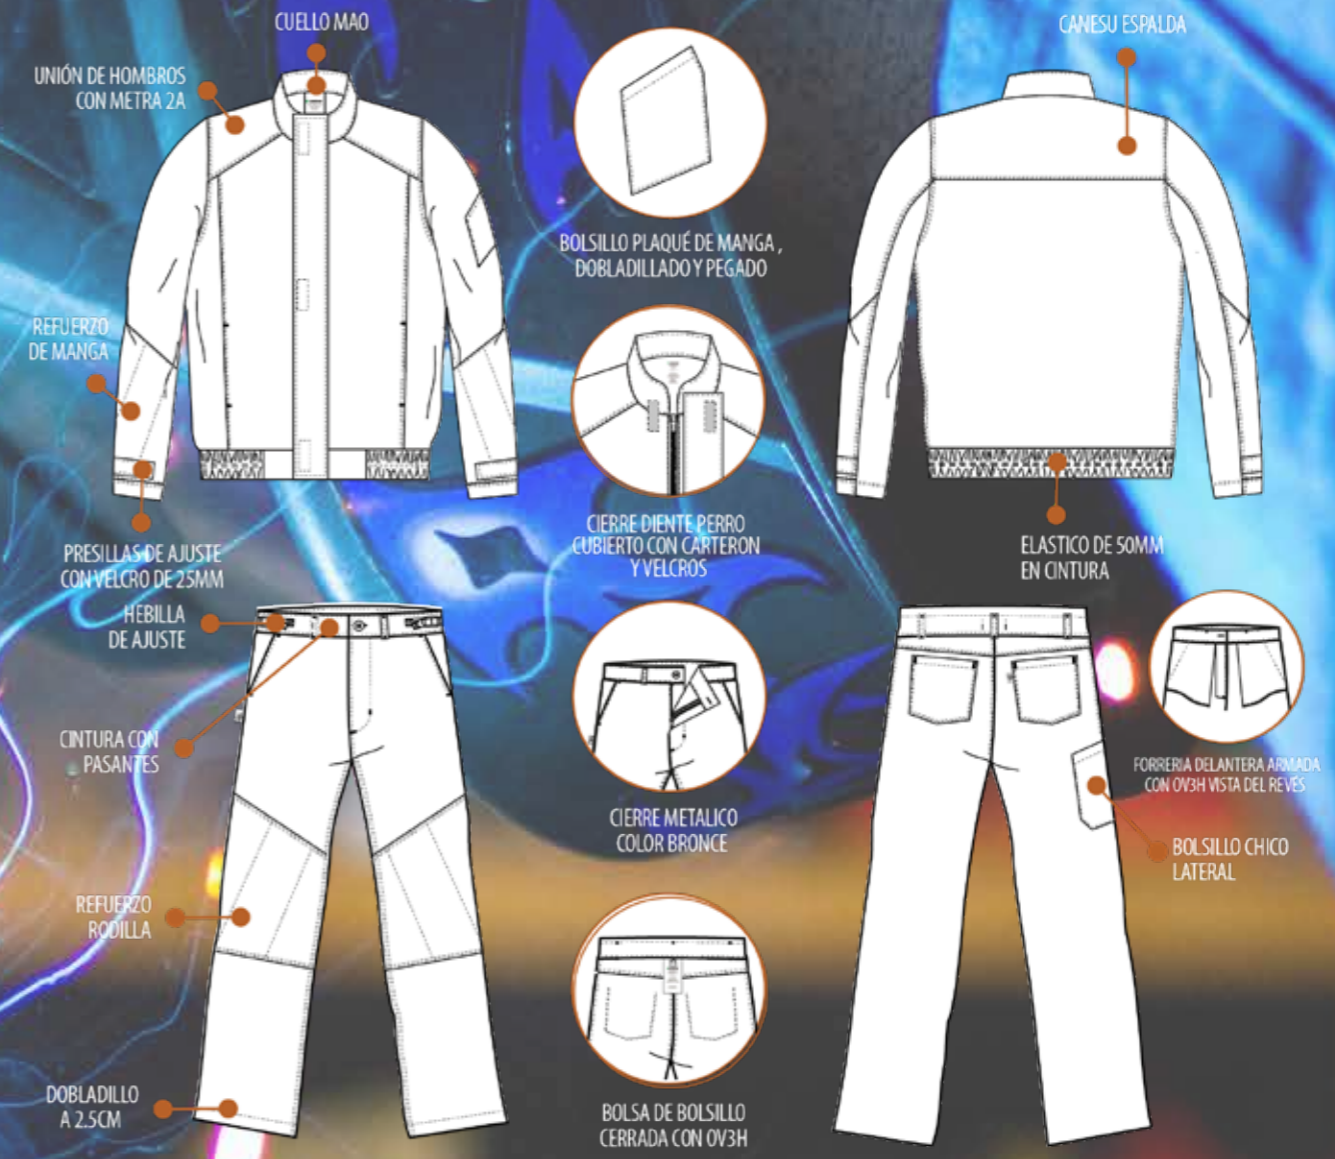 CUELLO MAO
UNIÓN DE HOMBROS
CON METRA 2A
REFUERZO
DE MANGA
PRESILLAS DE AJUSTE
CON VELCRO DE 25MM
BOLSILLO PLAQUÉ DE MANGA ,
DOBLADILLADO Y PEGADO
CIERRE DIENTE PERRO
CUBIERTO CON CARTERON
Y VELCROS
CANESU ESPALDA
ELASTICO DE 50MM
EN CINTURA
HEBILLA
DE AJUSTE
CINTURA CON
PASANTES
REFUERZO
RODILLA
DOBLADILLO
A 2.5CM
CIERRE METALICO
COLOR BRONCE
BOLSA DE BOLSILLO
CERRADA CON OV3H
FORRERIA DELANTERA ARMADA
CON OV3H VISTA DEL REVÉS
BOLSILLO CHICO
LATERAL